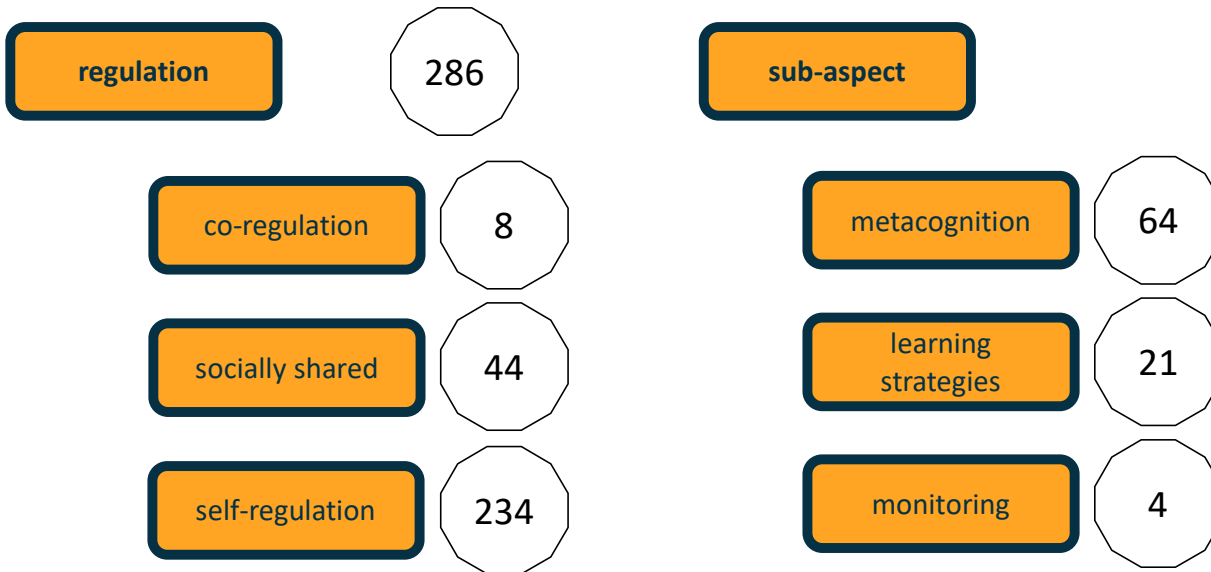 regulation
286
sub-aspect
co-regulation
8
metacognition
64
socially shared
44
learning
strategies
21
self-regulation
234
monitoring
4